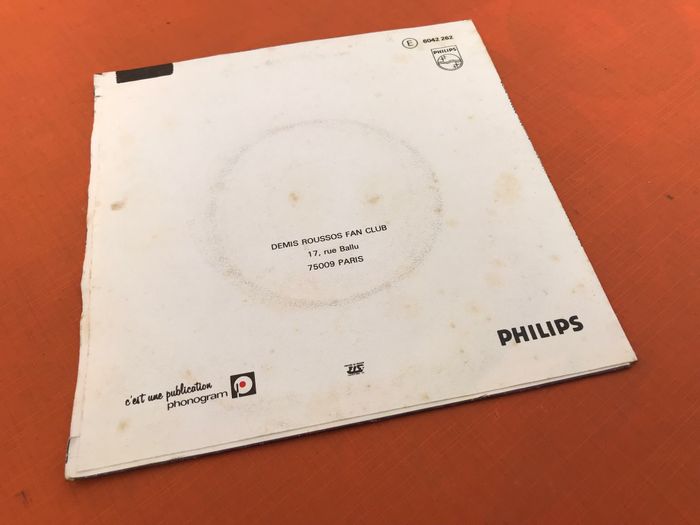 E 6042 262
PHILIPS
DEMIS ROUSSOS FAN CLUB
17, rue Ballu
75009 PARIS
PHILIPS
c'est une publication
phonogram